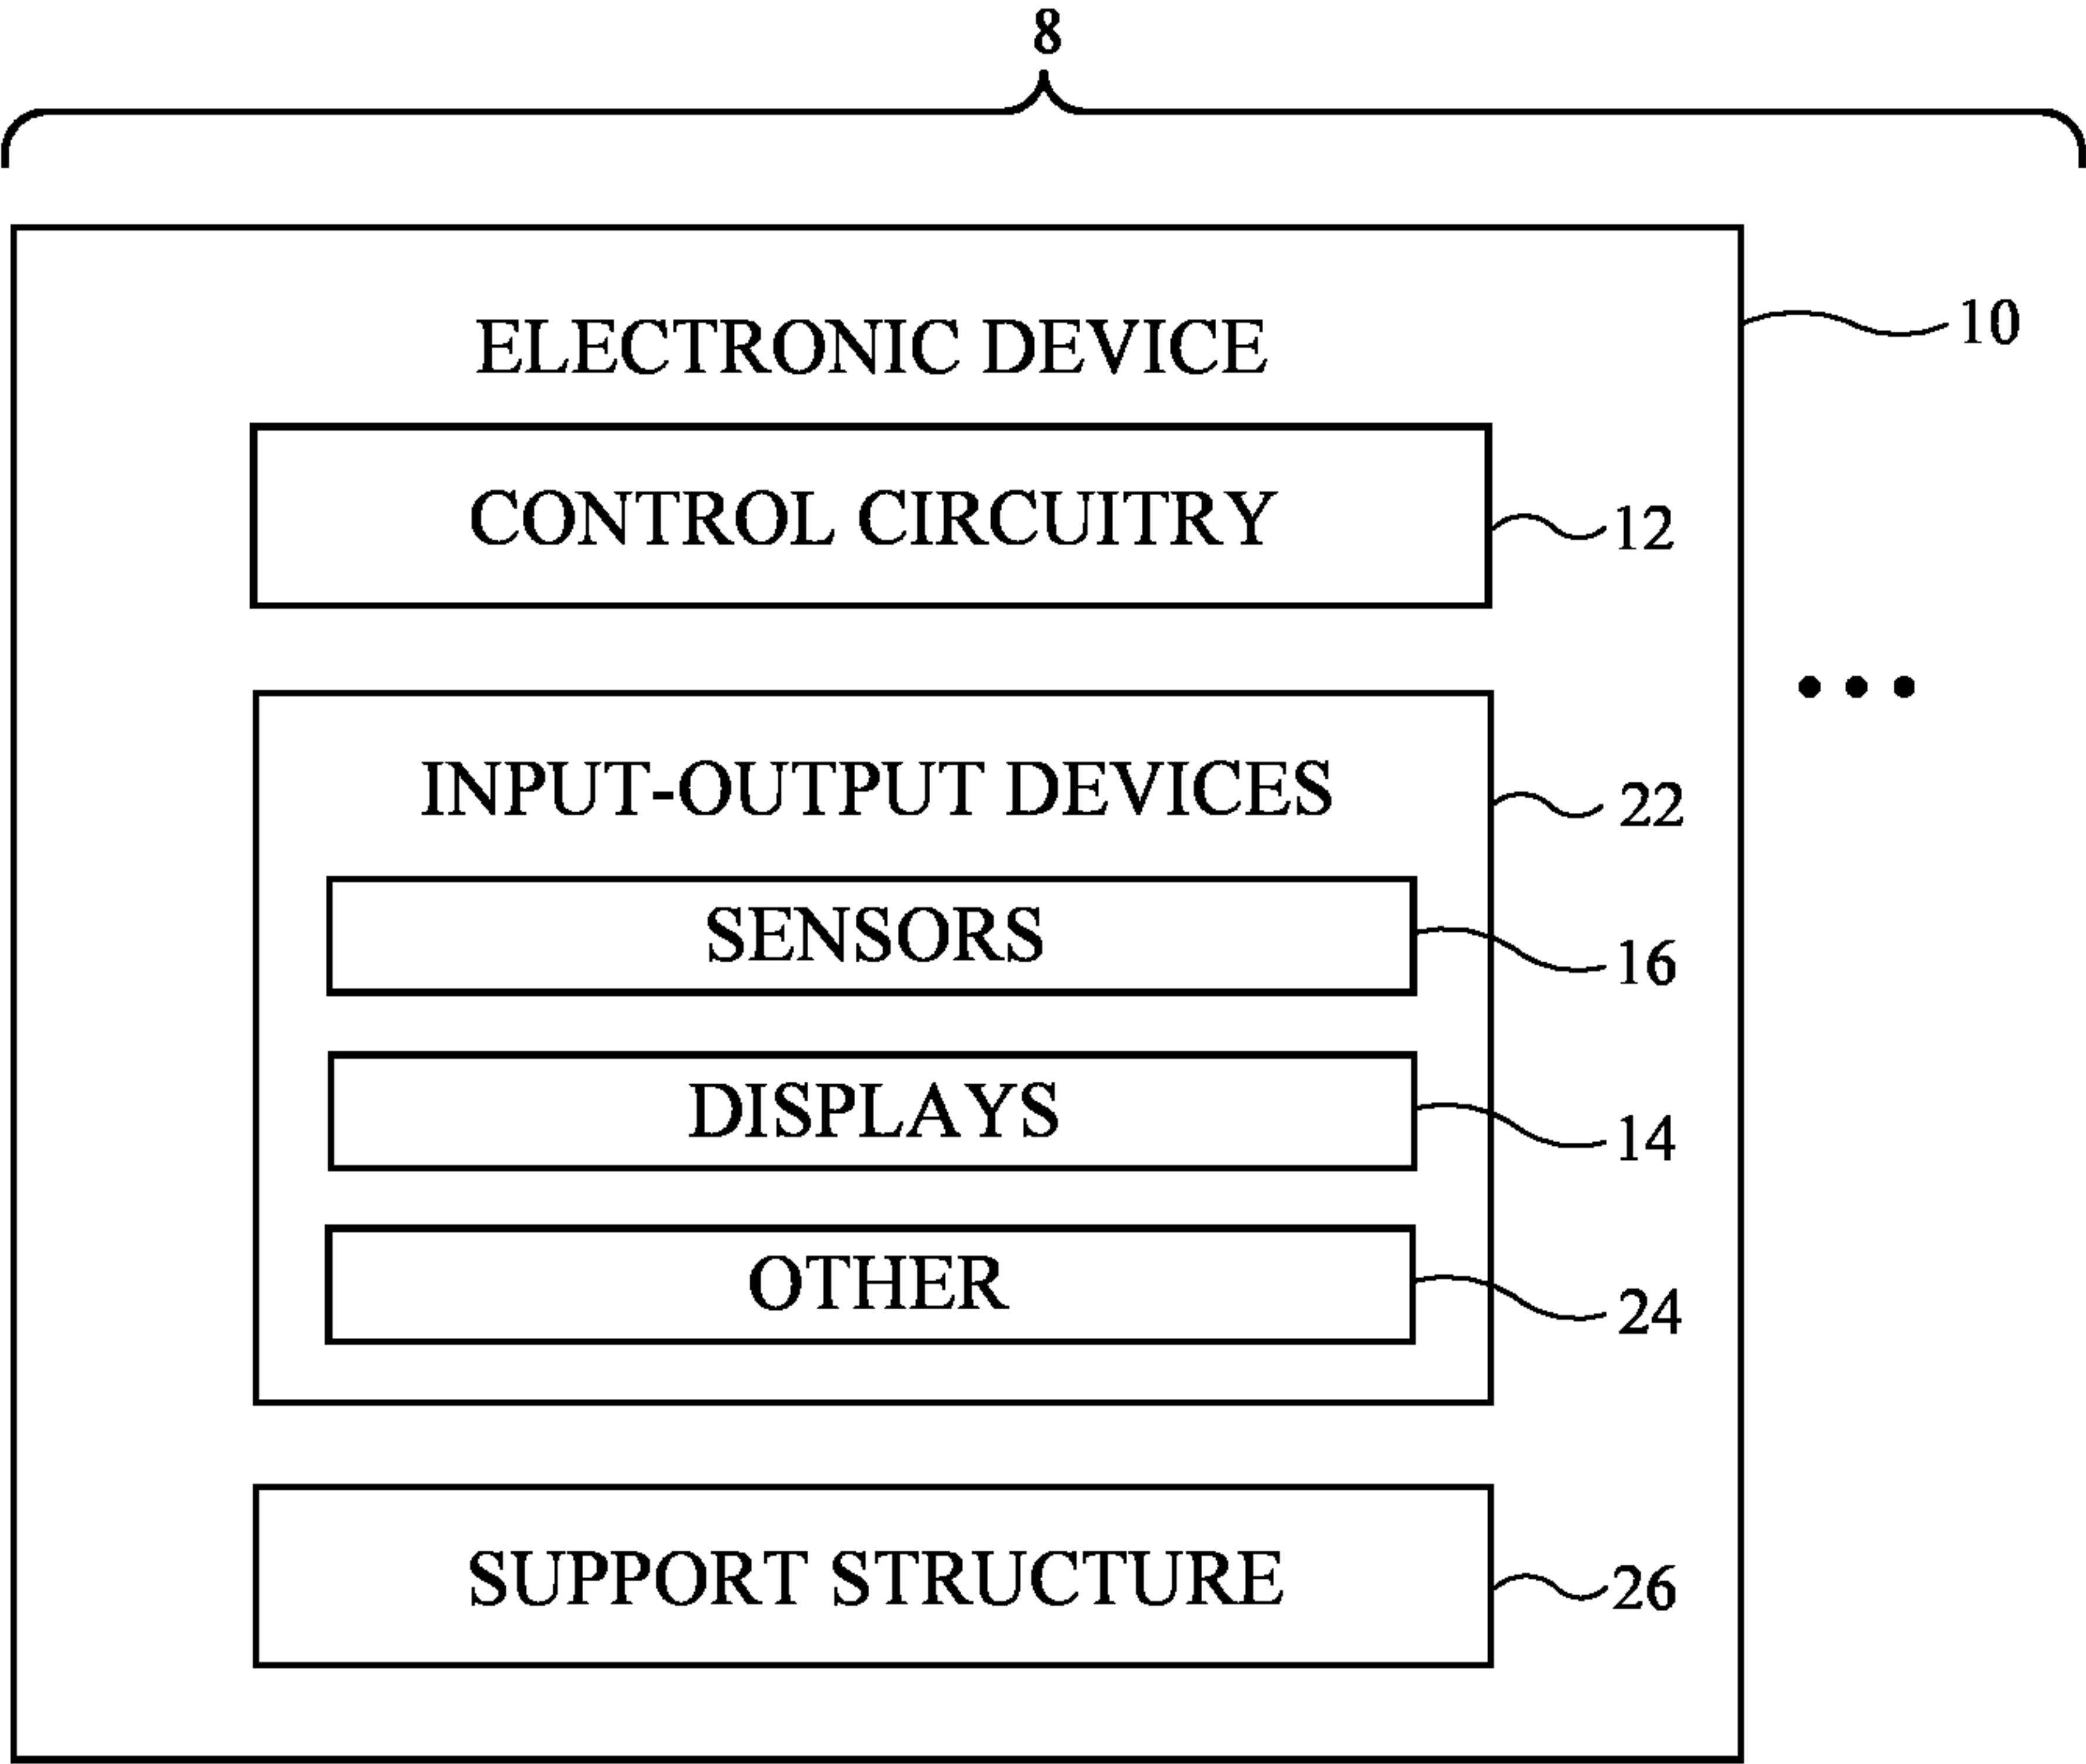 8
ELECTRONIC DEVICE
10
CONTROL CIRCUITRY
12
INPUT-OUTPUT DEVICES
22
SENSORS
16
DISPLAYS
14
OTHER
24
SUPPORT STRUCTURE
26